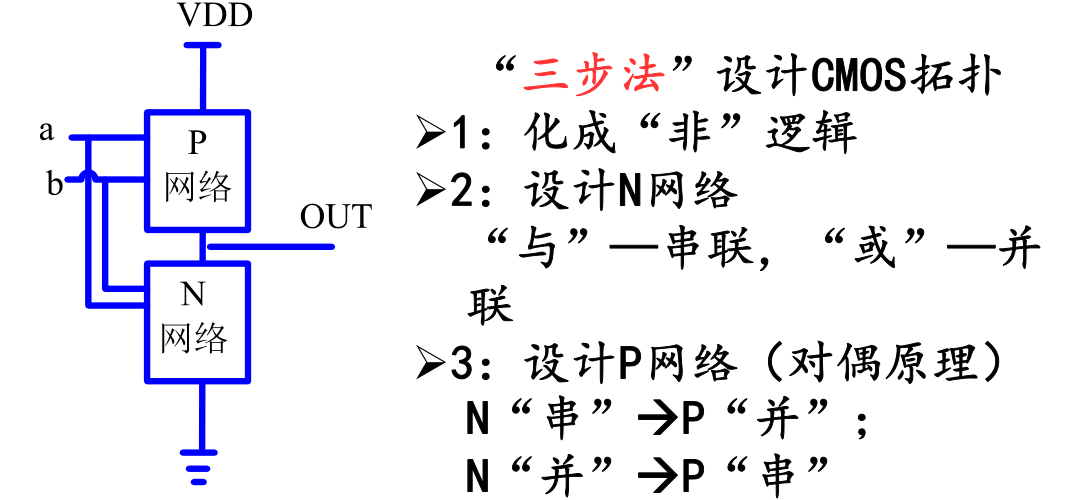 VDD
a
b
P
网络
OUT
N
网络
“三步法”设计CMOS拓扑
➢1：化成“非”逻辑
➢2：设计N网络
“与”—串联，“或”—并
联
➢3：设计P网络（对偶原理）
N“串”→P“并”；
N“并”→P“串”